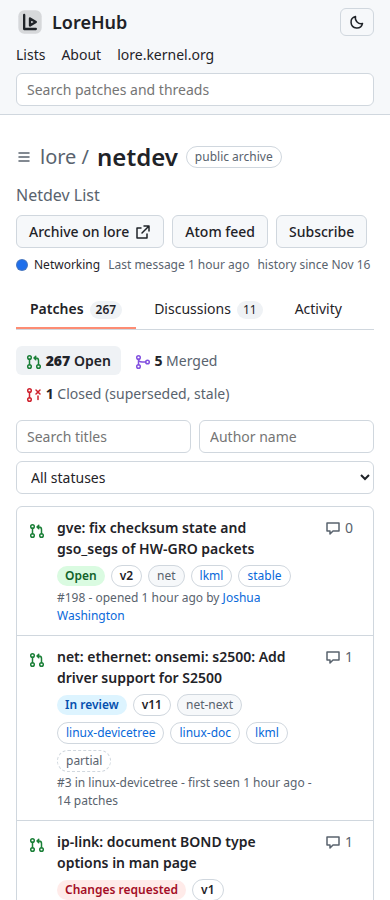 LoreHub
Lists About lore.kernel.org
Search patches and threads
lore / netdev public archive
Netdev List
Archive on lore Atom feed Subscribe
Networking Last message 1 hour ago history since Nov 16
Patches 267 Discussions 11 Activity
267 Open 5 Merged
1 Closed (superseded, stale)
Search titles Author name
All statuses
gve: fix checksum state and 0
gso_segs of HW-GRO packets
Open v2 net lkml stable
#198 - opened 1 hour ago by Joshua
Washington
net: ethernet: onsemi: s2500: Add 1
driver support for S2500
In review v11 net-next
linux-devicetree linux-doc lkml
partial
#3 in linux-devicetree - first seen 1 hour ago -
14 patches
ip-link: document BOND type 1
options in man page
Changes requested v1